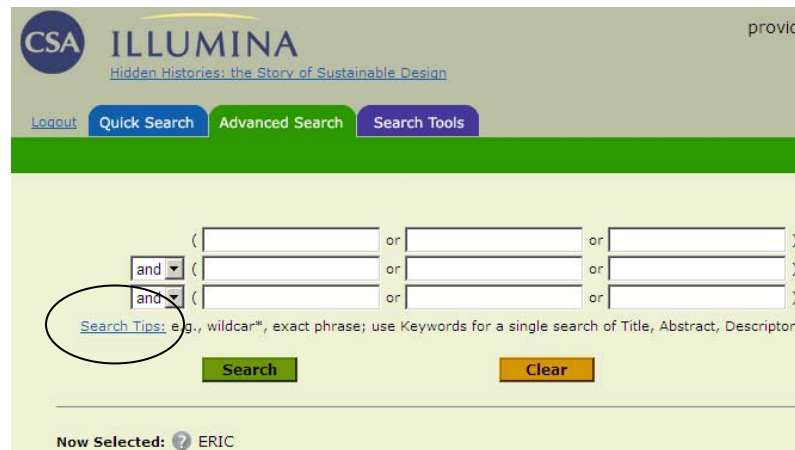 provid
CSA ILLUMINA
Hidden Histories: the Story of Sustainable Design
Logout Quick Search Advanced Search Search Tools
( or or )
and ( or or )
and ( or or )
Search Tips: e.g., wildcar*, exact phrase; use Keywords for a single search of Title, Abstract, Descriptor
Search Clear
Now Selected: ? ERIC